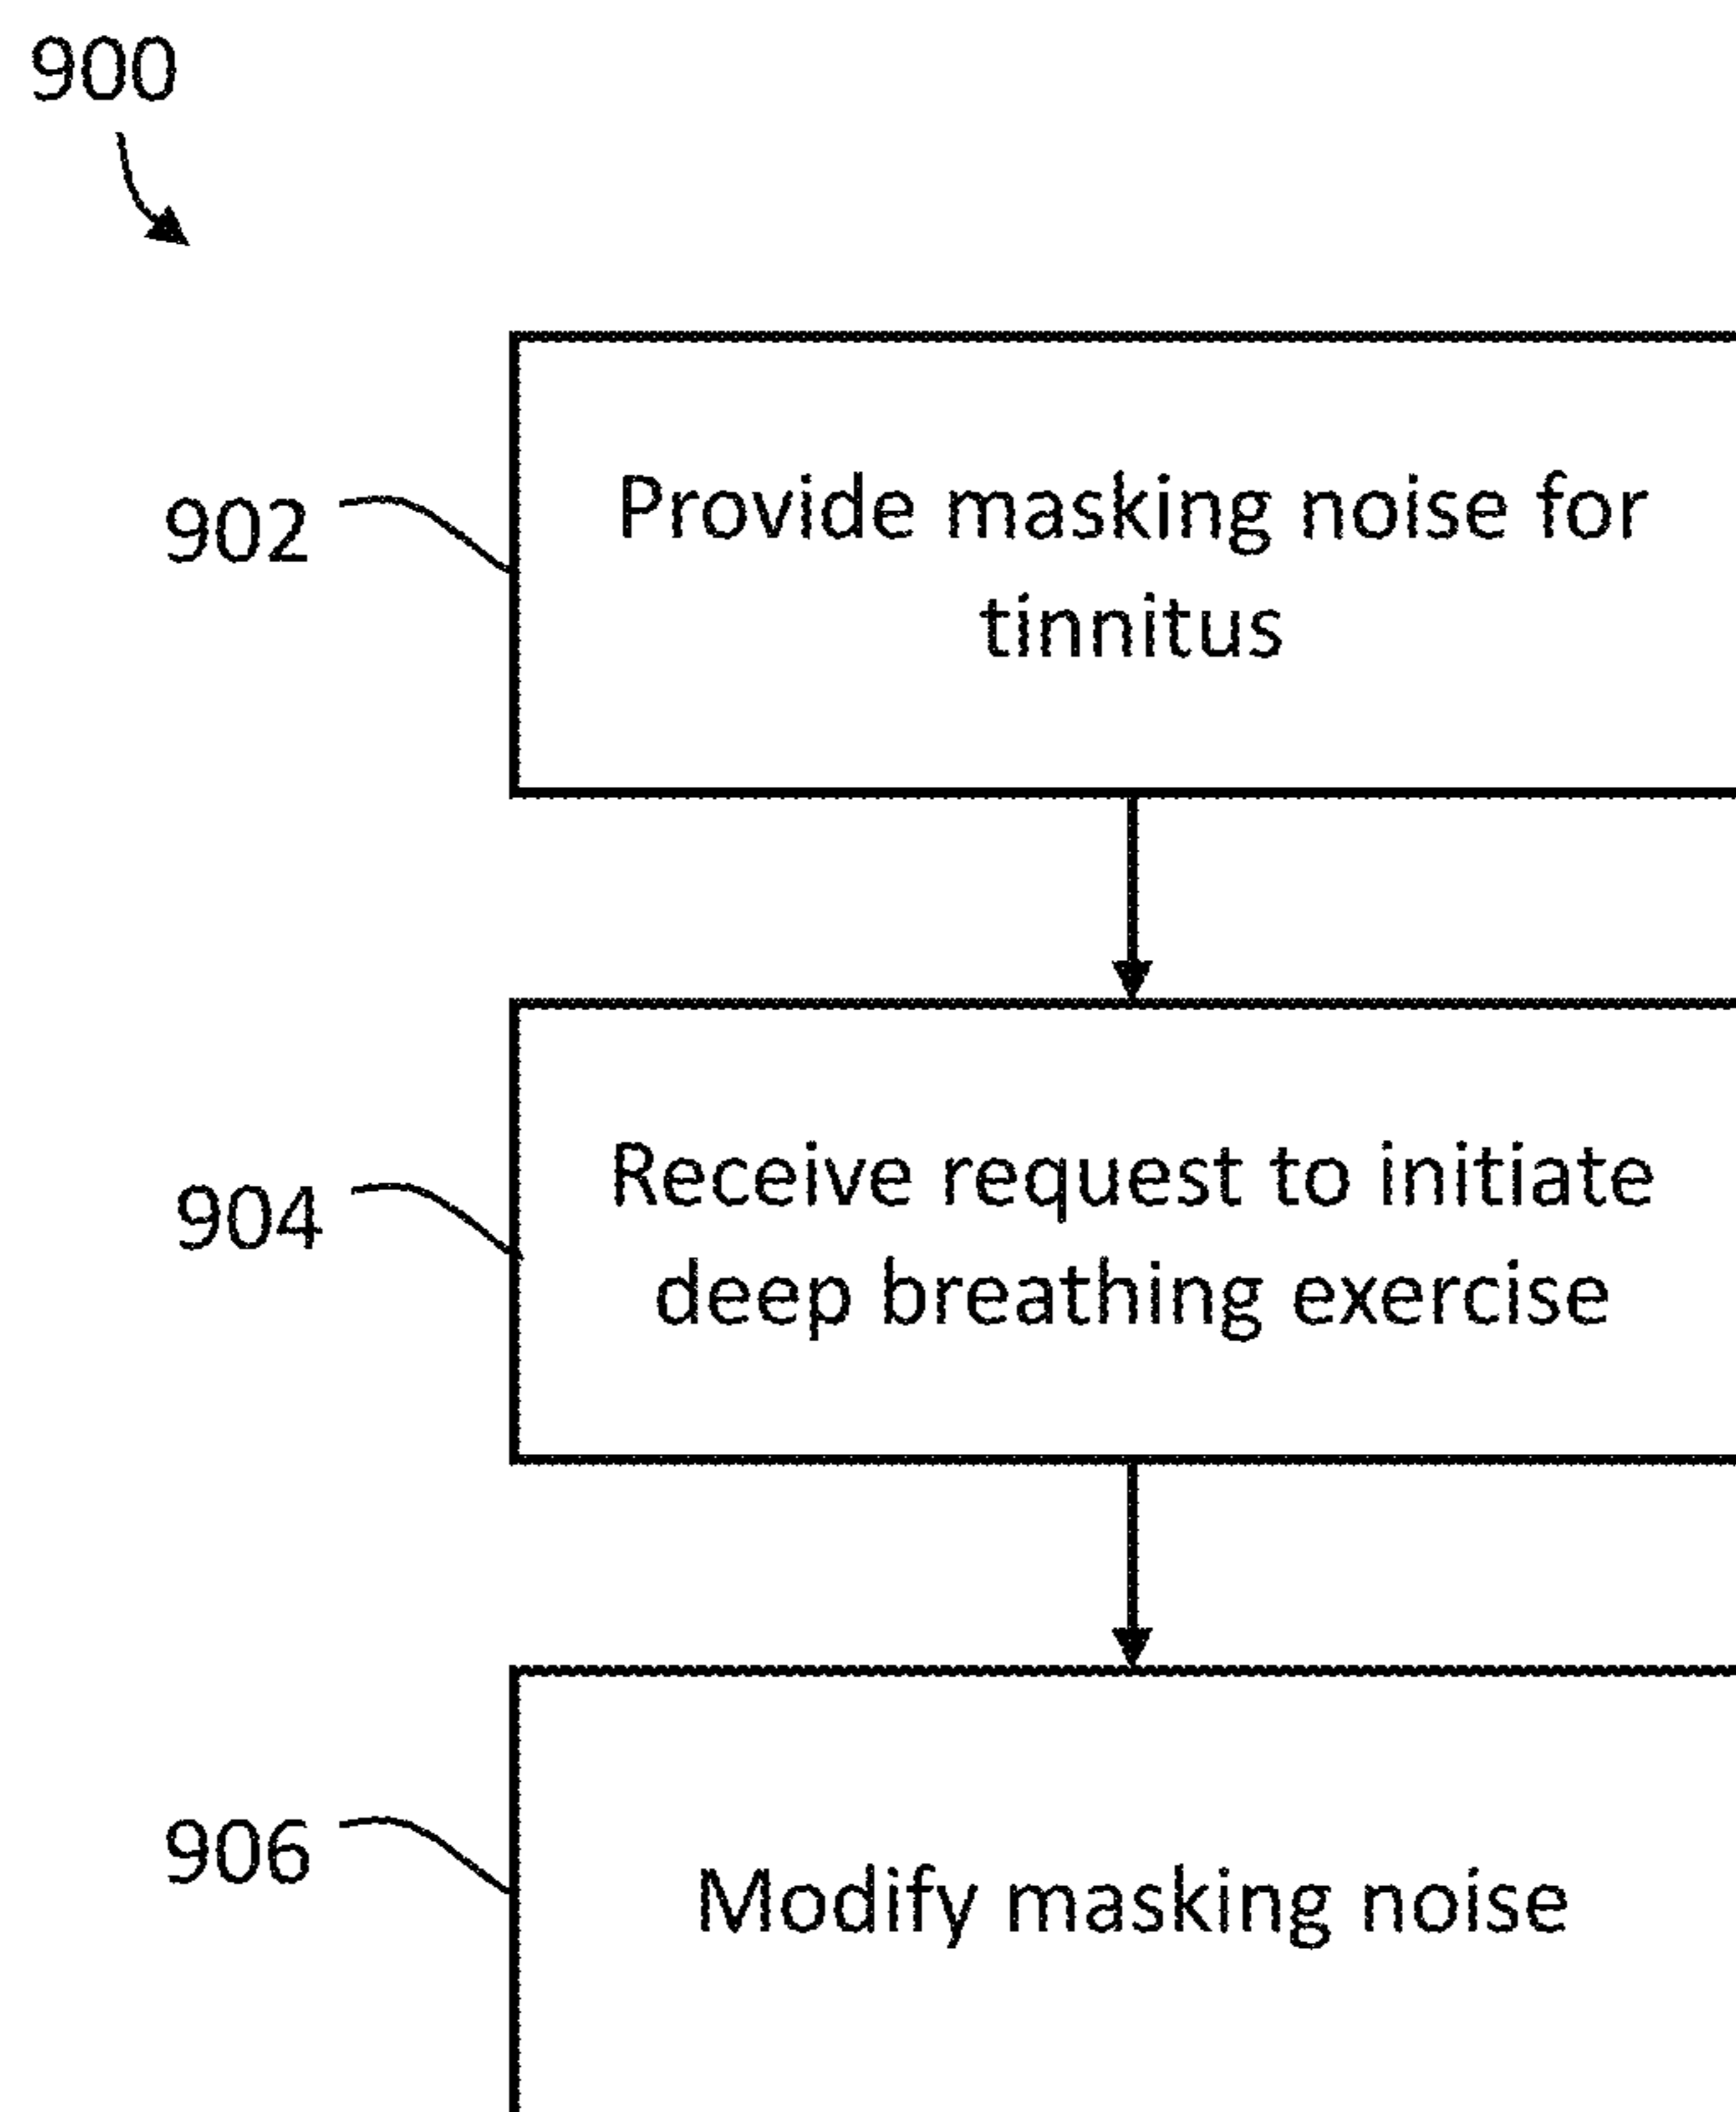 900
902
Provide masking noise for
tinnitus
904
Receive request to initiate
deep breathing exercise
906
Modify masking noise